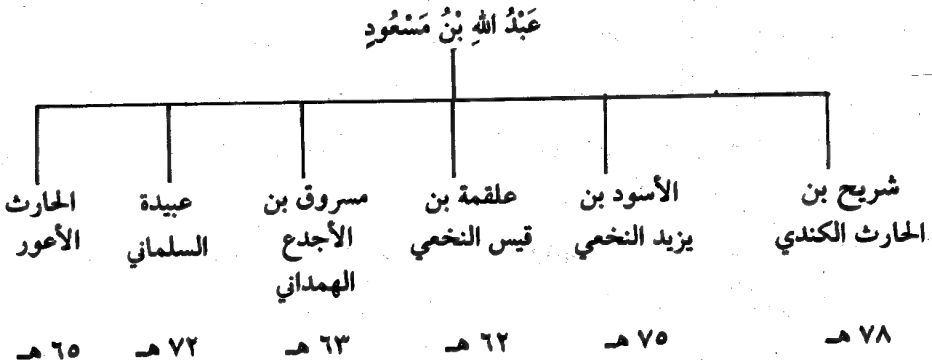 عَبْدُ اللهِ بْنُ مَسْعُودٍ
شريح بن
الحارث الكندي
٧٨ هـ
الأسود بن
يزيد النخعي
٧٥ هـ
علقمة بن
قيس النخعي
٦٢ هـ
مسروق بن
الأجدع
الهمداني
٦٣ هـ
عبيدة
السلماني
٧٢ هـ
الحارث
الأعور
٦٥ هـ